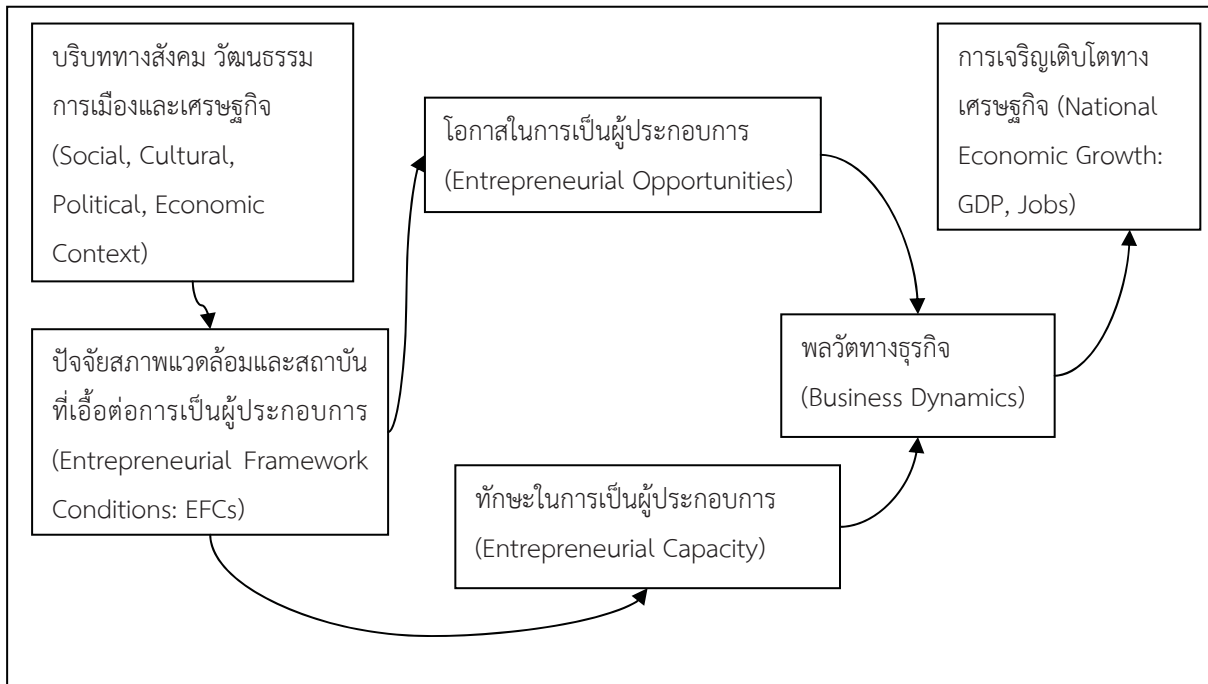 บริบททางสังคม วัฒนธรรม
การเมืองและเศรษฐกิจ
(Social, Cultural,
Political, Economic
Context)
ปัจจัยสภาพแวดล้อมและสถาบัน
ที่เอื้อต่อการเป็นผู้ประกอบการ
(Entrepreneurial Framework
Conditions: EFCs)
โอกาสในการเป็นผู้ประกอบการ
(Entrepreneurial Opportunities)
ทักษะในการเป็นผู้ประกอบการ
(Entrepreneurial Capacity)
พลวัตทางธุรกิจ
(Business Dynamics)
การเจริญเติบโตทาง
เศรษฐกิจ (National
Economic Growth:
GDP, Jobs)